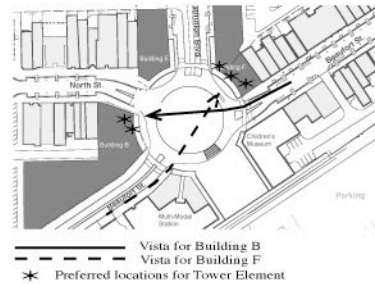 Building E
Building F
Beaufort St.
North St.
Building B
Children's
Museum
Multi-Modal
Station
Parking
Vista for Building B
Vista for Building F
Preferred locations for Tower Element